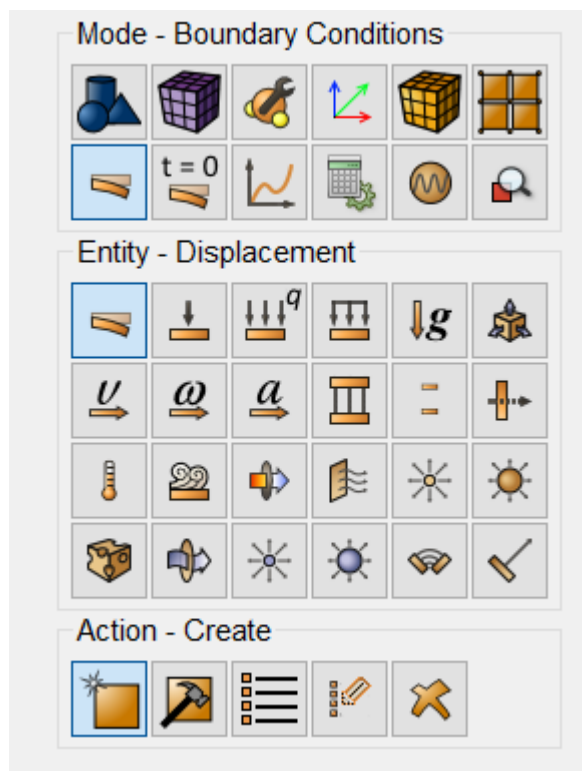 Mode - Boundary Conditions
t = 0
Entity - Displacement
q
g
υ
ω
a
Action - Create